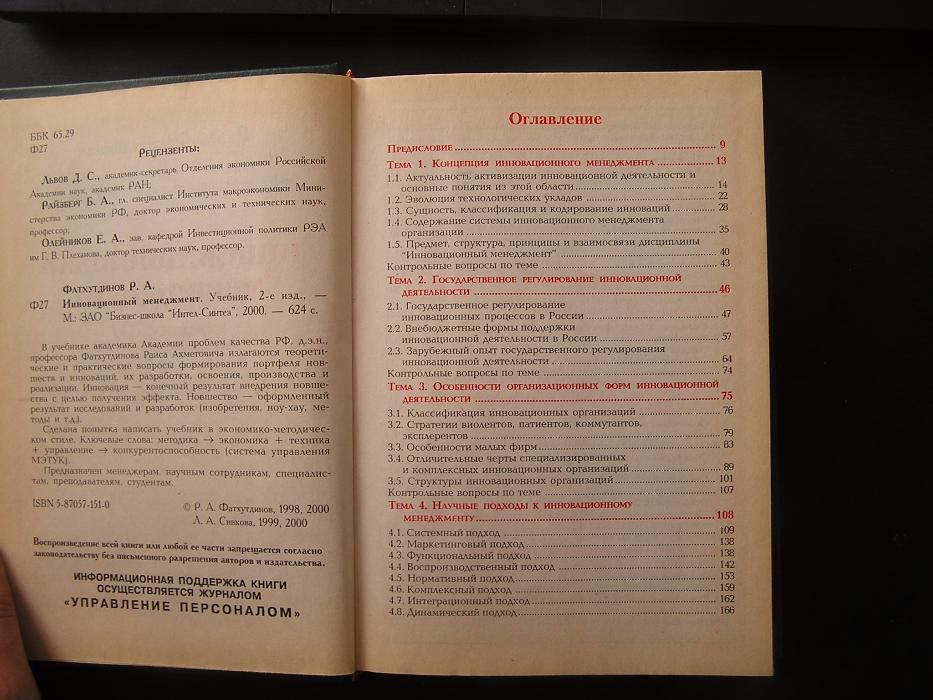 ББК 65.29
Ф27
Рецензенты:
Львов Д. С., академик-секретарь Отделения экономики Российской
Академии наук, академик РАН;
Райзберг Б. А., гл. специалист Института макроэкономики Мини-
стерства экономики РФ, доктор экономических и технических наук,
профессор;
Олейников Е. А., зав. кафедрой Инвестиционной политики РЭА
им Г. В. Плеханова, доктор технических наук, профессор.
Фатхутдинов Р. А.
Ф27 Инновационный менеджмент. Учебник, 2-е изд., —
М.: ЗАО "Бизнес-школа "Интел-Синтез", 2000. — 624 с.
В учебнике академика Академии проблем качества РФ, д.э.н.,
профессора Фатхутдинова Раиса Ахметовича излагаются теорети-
ческие и практические вопросы формирования портфеля нов-
шеств и инноваций, их разработки, освоения, производства и
реализации. Инновация — конечный результат внедрения новше-
ства с целью получения эффекта. Новшество — оформленный
результат исследований и разработок (изобретения, ноу-хау, ме-
тоды и т.д.).
Сделана попытка написать учебник в экономико-методичес-
ком стиле. Ключевые слова: методика → экономика + техника
+ управление → конкурентоспособность (система управления
МЭТУК).
Предназначен менеджерам, научным сотрудникам, специалис-
там, преподавателям, студентам.
ISBN 5-87057-151-0
© Р. А. Фатхутдинов, 1998, 2000
Л. А. Сивкова, 1999, 2000
Воспроизведение всей книги или любой ее части запрещается согласно
законодательству без письменного разрешения авторов и издательства.
ИНФОРМАЦИОННАЯ ПОДДЕРЖКА КНИГИ
ОСУЩЕСТВЛЯЕТСЯ ЖУРНАЛОМ
«УПРАВЛЕНИЕ ПЕРСОНАЛОМ»
Оглавление
Предисловие 9
Тема 1. Концепция инновационного менеджмента 13
1.1. Актуальность активизации инновационной деятельности и
основные понятия из этой области 14
1.2. Эволюция технологических укладов 22
1.3. Сущность, классификация и кодирование инноваций 28
1.4. Содержание системы инновационного менеджмента
организации 35
1.5. Предмет, структура, принципы и взаимосвязи дисциплины
"Инновационный менеджмент" 40
Контрольные вопросы по теме 43
Тема 2. Государственное регулирование инновационной
деятельности 46
2.1. Государственное регулирование
инновационных процессов в России 47
2.2. Внебюджетные формы поддержки
инновационной деятельности в России 57
2.3. Зарубежный опыт государственного регулирования
инновационной деятельности 64
Контрольные вопросы по теме 74
Тема 3. Особенности организационных форм инновационной
деятельности 75
3.1. Классификация инновационных организаций 76
3.2. Стратегии виолентов, патиентов, коммутантов,
эксплерентов 79
3.3. Особенности малых фирм 83
3.4. Отличительные черты специализированных
и комплексных инновационных организаций 89
3.5. Структуры инновационных организаций 101
Контрольные вопросы по теме 107
Тема 4. Научные подходы к инновационному
менеджменту 108
4.1. Системный подход 109
4.2. Маркетинговый подход 138
4.3. Функциональный подход 138
4.4. Воспроизводственный подход 142
4.5. Нормативный подход 153
4.6. Комплексный подход 159
4.7. Интеграционный подход 162
4.8. Динамический подход 166